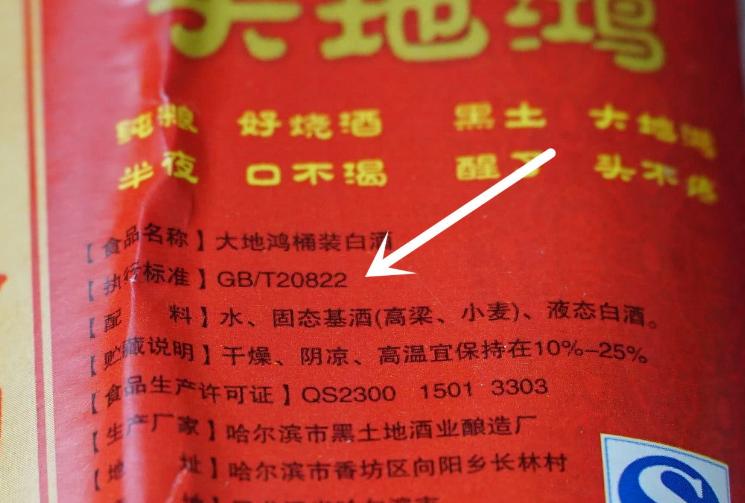 大地鸿
纯粮 好烧酒 黑土 大地鸿
半夜 口不渴 醒了 头不疼
【食品名称】大地鸿桶装白酒
【执行标准】GB/T20822
【配 料】水、固态基酒(高梁、小麦)、液态白酒。
【贮藏说明】干燥、阴凉、高温宜保持在10%-25%
【食品生产许可证】QS2300 1501 3303
【生产厂家】哈尔滨市黑土地酒业酿造厂
【地 址】哈尔滨市香坊区向阳乡长林村